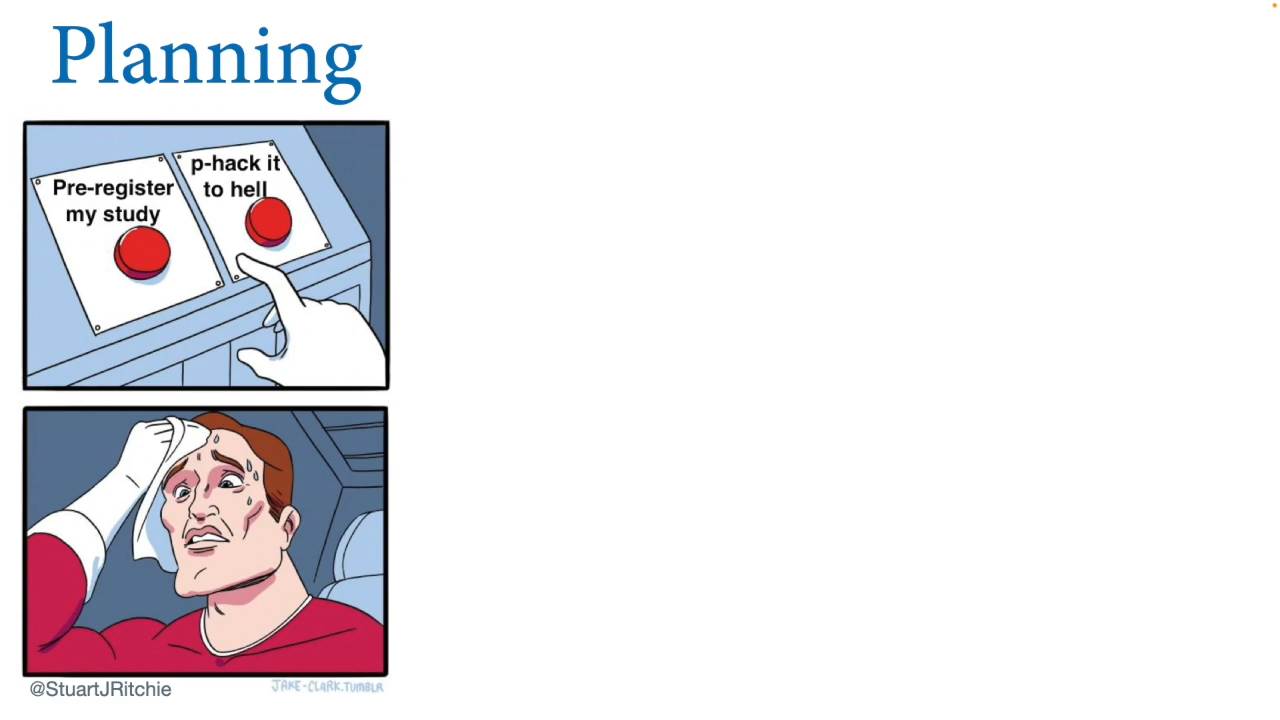 Planning
Pre-register
my study
p-hack it
to hell
@StuartJRitchie
JAKE-CLARK.TUMBLR